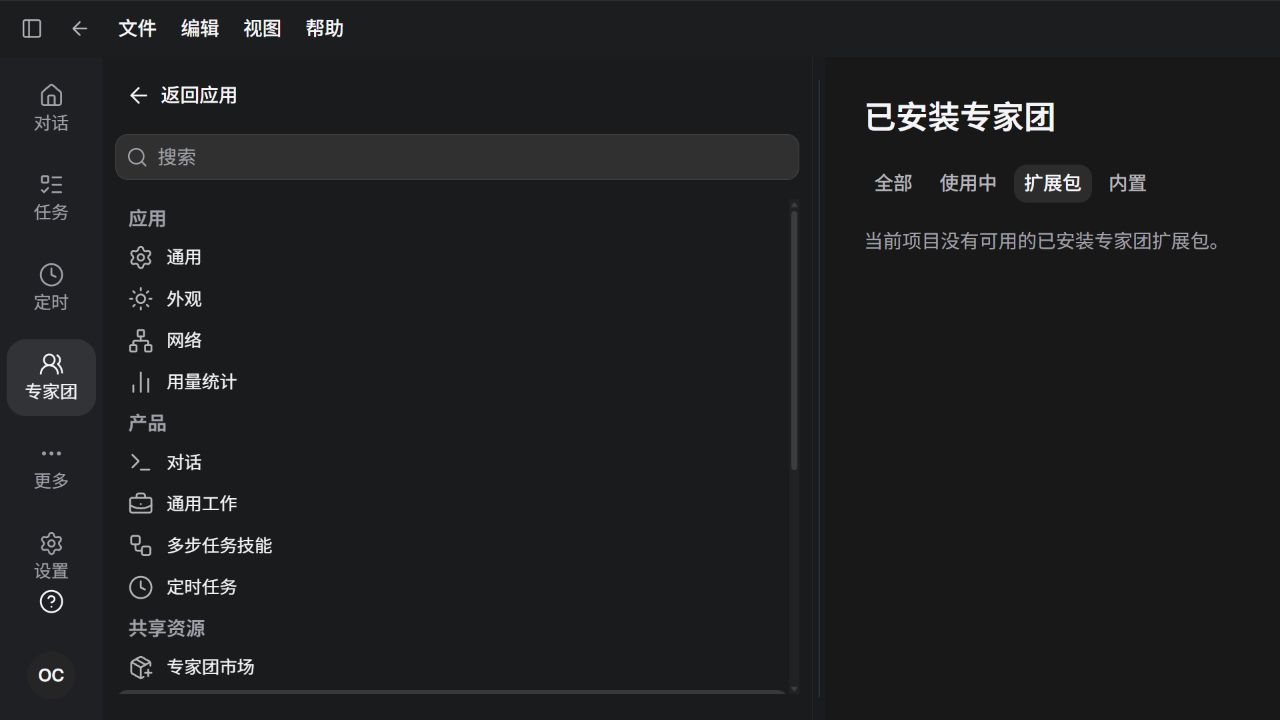 文件 编辑 视图 帮助
对话
任务
定时
专家团
更多
设置
OC
返回应用
搜索
应用
通用
外观
网络
用量统计
产品
对话
通用工作
多步任务技能
定时任务
共享资源
专家团市场
已安装专家团
全部 使用中 扩展包 内置
当前项目没有可用的已安装专家团扩展包。